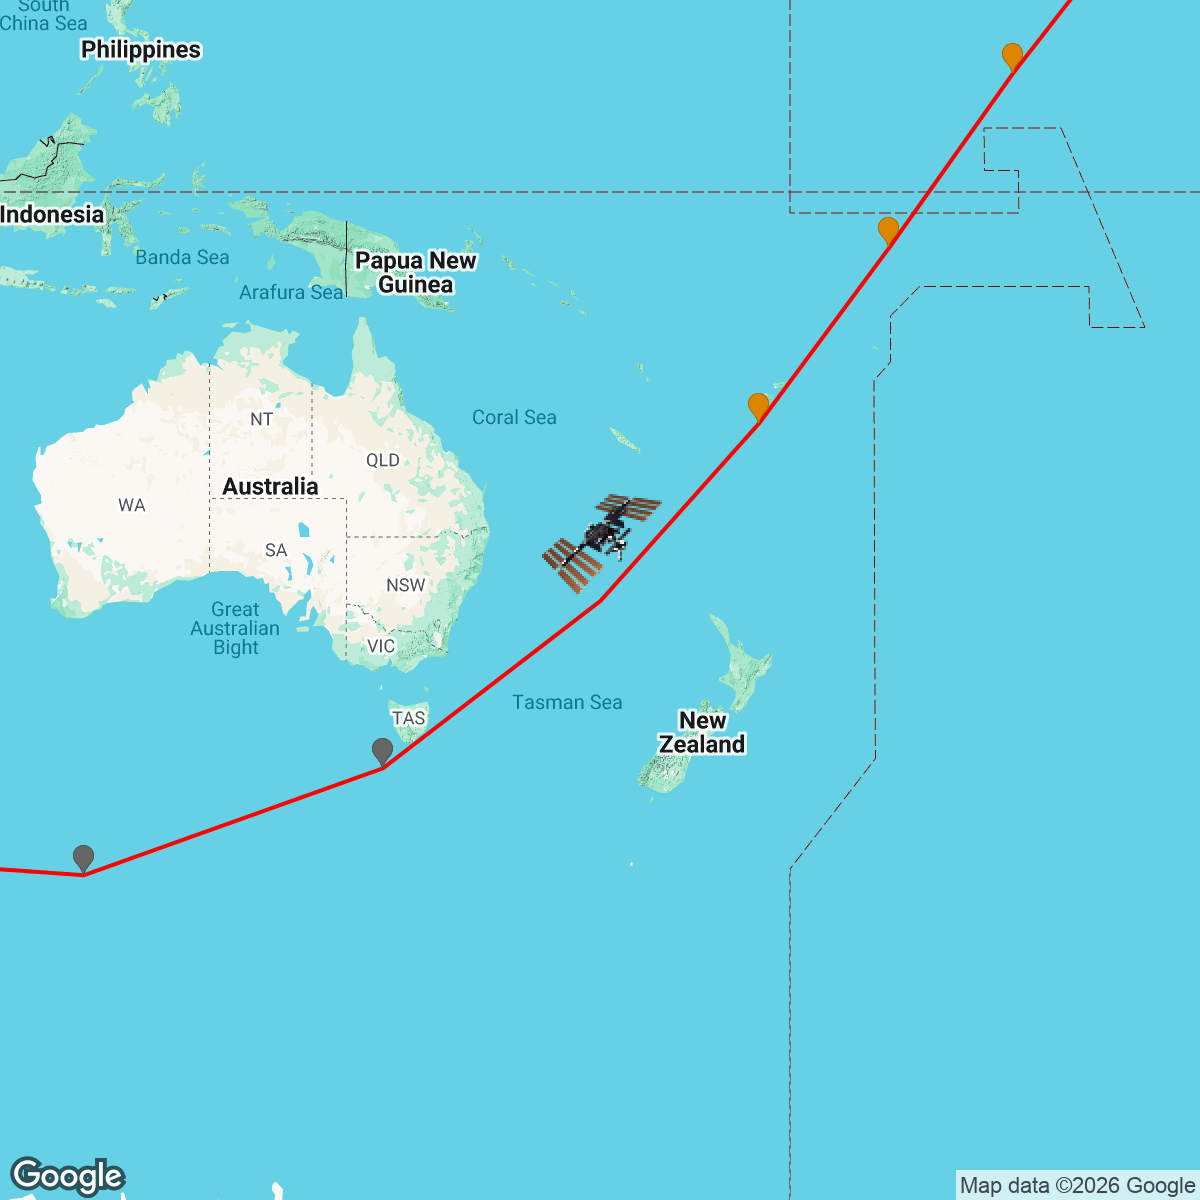 South
China Sea
Philippines
Indonesia
Banda Sea
Papua New
Guinea
Arafura Sea
Coral Sea
NT
QLD
Australia
WA
SA
NSW
Great
Australian
Bight
VIC
Tasman Sea
TAS
New
Zealand
Google
Map data ©2026 Google